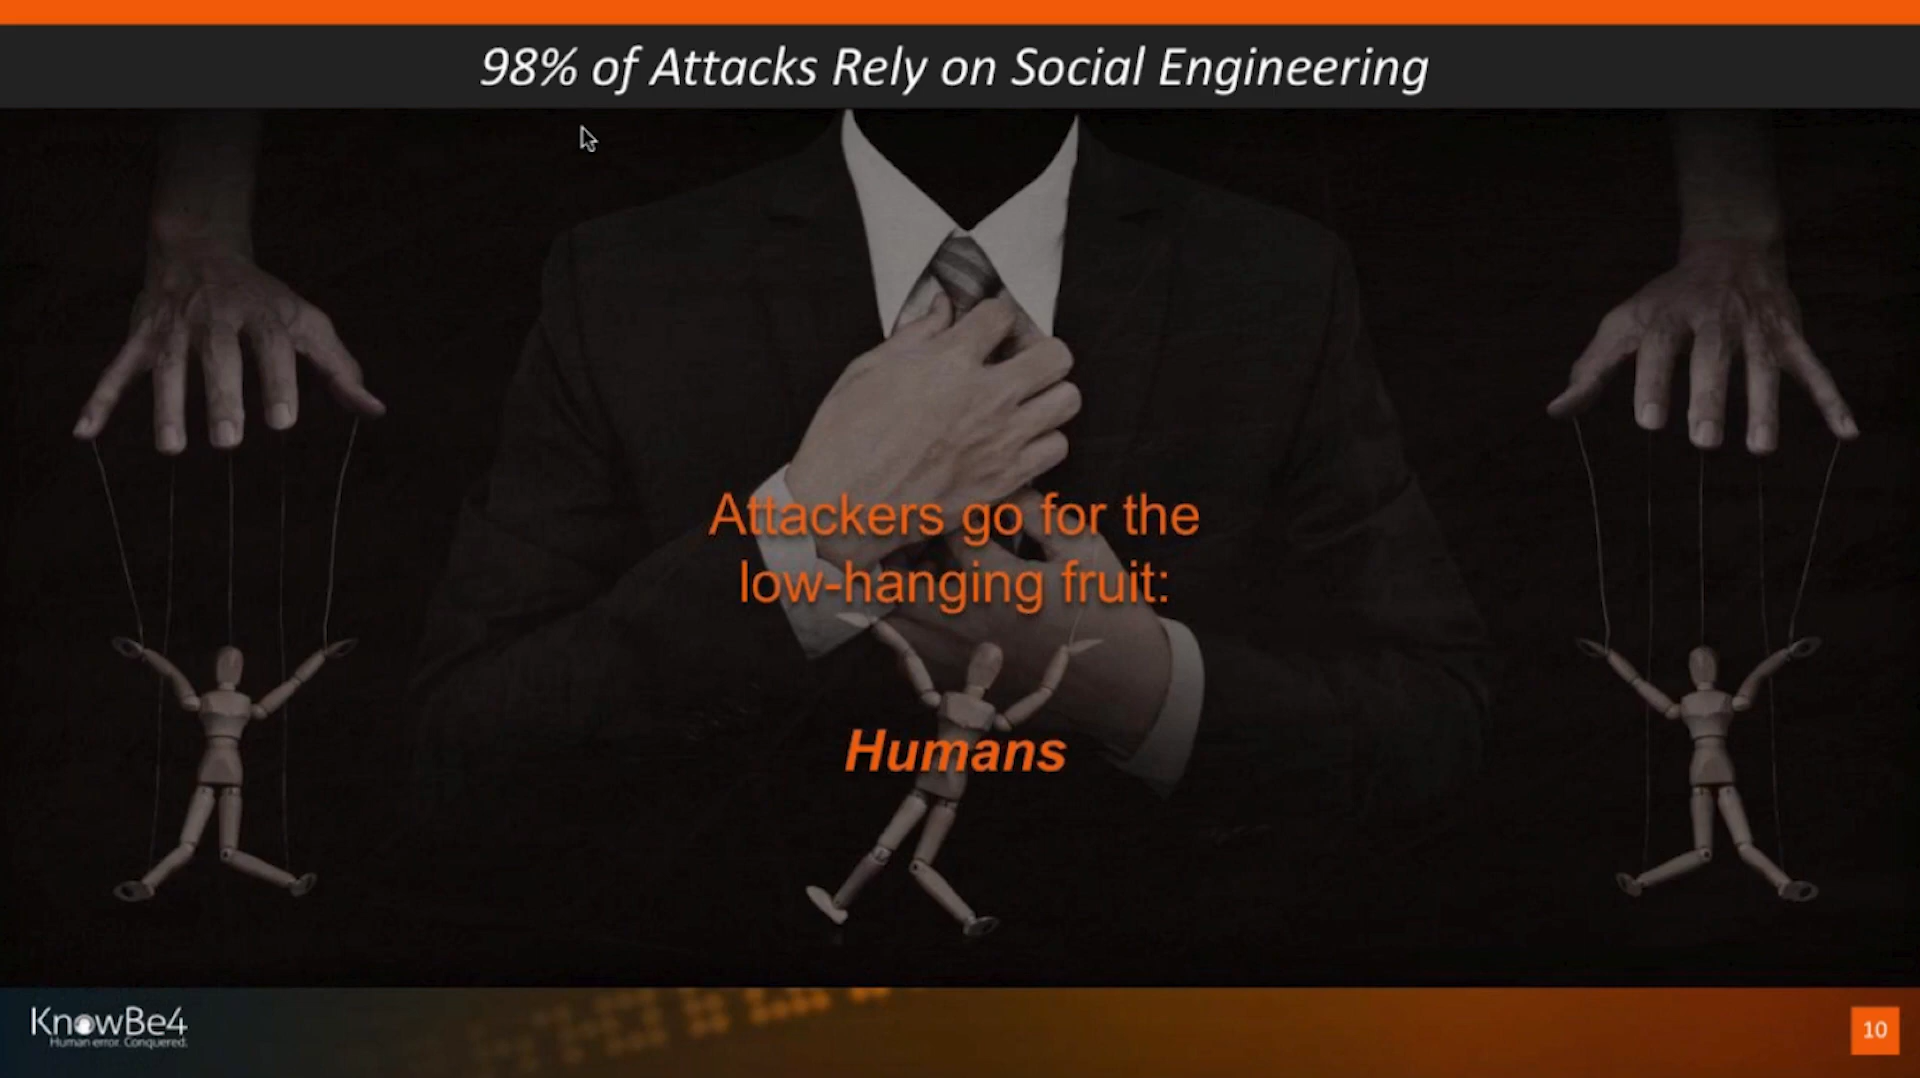 98% of Attacks Rely on Social Engineering
Attackers go for the
low-hanging fruit:
Humans
KnowBe4
Human error. Conquered.
10